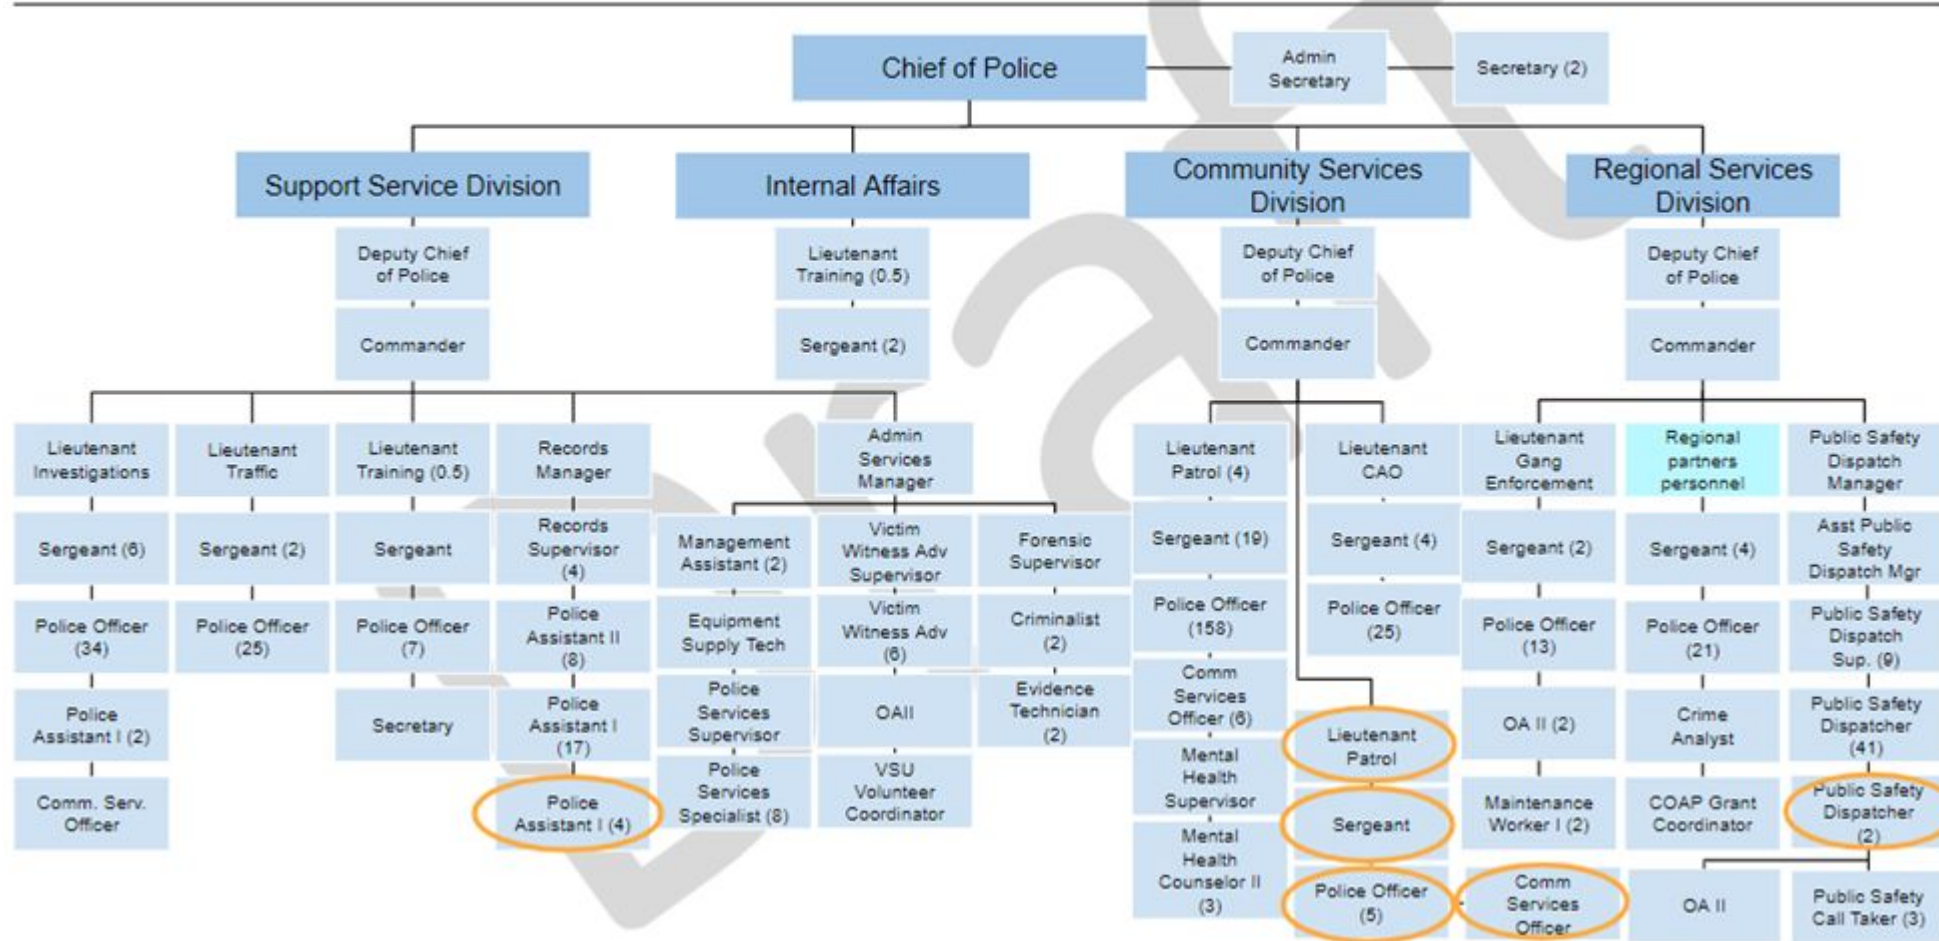 Chief of Police
Admin
Secretary
Secretary (2)
Support Service Division
Internal Affairs
Community Services
Division
Regional Services
Division
Deputy Chief
of Police
Lieutenant
Training (0.5)
Deputy Chief
of Police
Deputy Chief
of Police
Commander
Sergeant (2)
Commander
Commander
Lieutenant
Investigations
Lieutenant
Traffic
Lieutenant
Training (0.5)
Records
Manager
Admin
Services
Manager
Lieutenant
Patrol (4)
Lieutenant
CAO
Lieutenant
Gang
Enforcement
Regional
partners
personnel
Public Safety
Dispatch
Manager
Sergeant (6)
Sergeant (2)
Sergeant
Records
Supervisor
(4)
Management
Assistant (2)
Victim
Witness Adv
Supervisor
Forensic
Supervisor
Sergeant (19)
Sergeant (4)
Sergeant (2)
Sergeant (4)
Asst Public
Safety
Dispatch Mgr
Police Officer
(34)
Police Officer
(25)
Police Officer
(7)
Police
Assistant II
(8)
Equipment
Supply Tech
Victim
Witness Adv
(6)
Criminalist
(2)
Police Officer
(158)
Police Officer
(25)
Police Officer
(13)
Police Officer
(21)
Public Safety
Dispatch
Sup. (9)
Police
Assistant I (2)
Secretary
Police
Assistant I
(17)
Police
Services
Supervisor
OAII
Evidence
Technician
(2)
Comm
Services
Officer (6)
Lieutenant
Patrol
OA II (2)
Crime
Analyst
Public Safety
Dispatcher
(41)
Comm. Serv.
Officer
Police
Assistant I (4)
Police
Services
Specialist (8)
VSU
Volunteer
Coordinator
Mental
Health
Supervisor
Sergeant
Maintenance
Worker I (2)
COAP Grant
Coordinator
Public Safety
Dispatcher
(2)
Mental
Health
Counselor II
(3)
Police Officer
(5)
Comm
Services
Officer
OA II
Public Safety
Call Taker (3)
Draft